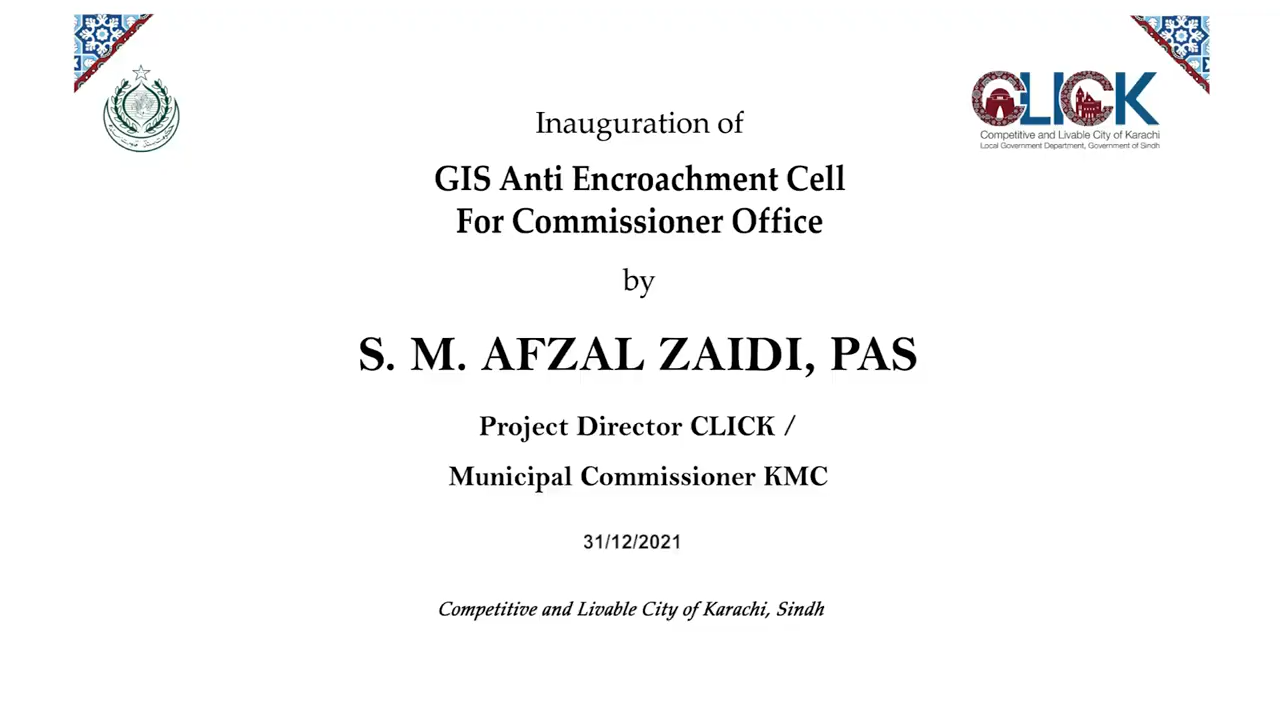 CLICK
Competitive and Livable City of Karachi
Local Government Department, Government of Sindh
Inauguration of
GIS Anti Encroachment Cell
For Commissioner Office
by
S. M. AFZAL ZAIDI, PAS
Project Director CLICK /
Municipal Commissioner KMC
31/12/2021
Competitive and Livable City of Karachi, Sindh